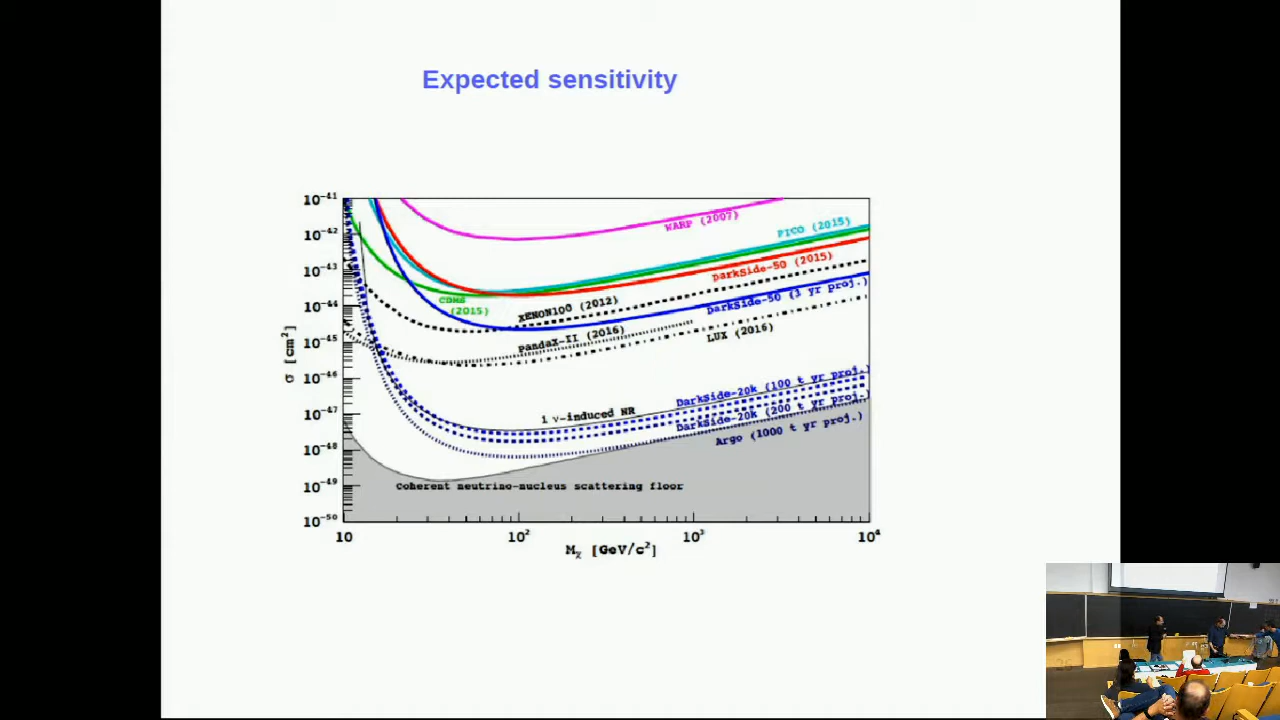 Expected sensitivity
10⁻⁴¹
10⁻⁴²
10⁻⁴³
10⁻⁴⁴
10⁻⁴⁵
10⁻⁴⁶
10⁻⁴⁷
10⁻⁴⁸
10⁻⁴⁹
10⁻⁵⁰
σ [cm²]
WARP (2007)
PICO (2015)
DarkSide-50 (2015)
CDMS
(2015)
XENON100 (2012)
DarkSide-50 (3 yr proj.)
PandaX-II (2016)
LUX (2016)
DarkSide-20k (100 t yr proj.)
1 ν-induced NR
DarkSide-20k (200 t yr proj.)
Argo (1000 t yr proj.)
Coherent neutrino-nucleus scattering floor
10
10²
10³
10⁴
Mχ [GeV/c²]